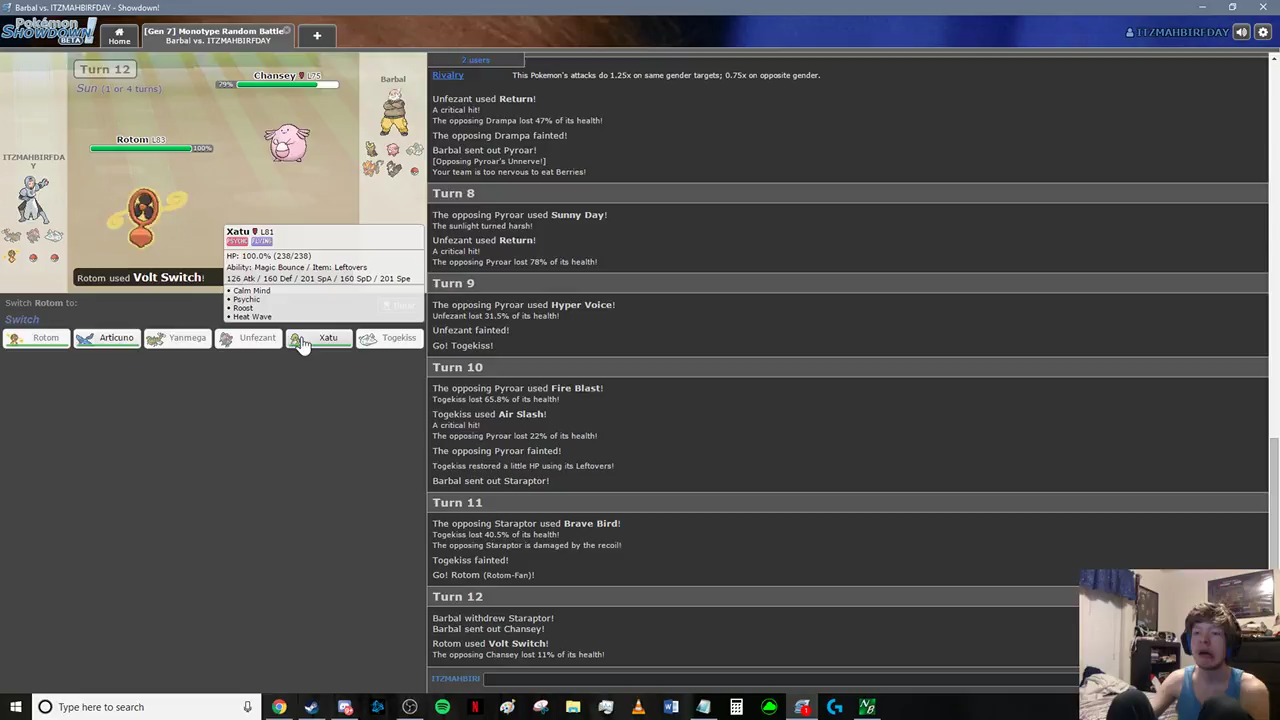 Barbal vs. ITZMAHBIRFDAY - Showdown!
Pokémon
SHOWDOWN!
BETA
Home
[Gen 7] Monotype Random Battle
Barbal vs. ITZMAHBIRFDAY
ITZMAHBIRFDAY
Turn 12
Sun (1 or 4 turns)
Chansey L75
79%
Barbal
Rotom L83
100%
ITZMAHBIRFDA
Y
Xatu L81
PSYCHC FLYING
HP: 100.0% (238/238)
Ability: Magic Bounce / Item: Leftovers
126 Atk / 160 Def / 201 SpA / 160 SpD / 201 Spe
• Calm Mind
• Psychic
• Roost
• Heat Wave
Rotom used Volt Switch!
Switch Rotom to:
Switch
Rotom
Articuno
Yanmega
Unfezant
Xatu
Togekiss
2 users
Rivalry This Pokemon's attacks do 1.25x on same gender targets; 0.75x on opposite gender.
Unfezant used Return!
A critical hit!
The opposing Drampa lost 47% of its health!
The opposing Drampa fainted!
Barbal sent out Pyroar!
[Opposing Pyroar's Unnerve!]
Your team is too nervous to eat Berries!
Turn 8
The opposing Pyroar used Sunny Day!
The sunlight turned harsh!
Unfezant used Return!
A critical hit!
The opposing Pyroar lost 78% of its health!
Turn 9
The opposing Pyroar used Hyper Voice!
Unfezant lost 31.5% of its health!
Unfezant fainted!
Go! Togekiss!
Turn 10
The opposing Pyroar used Fire Blast!
Togekiss lost 65.8% of its health!
Togekiss used Air Slash!
A critical hit!
The opposing Pyroar lost 22% of its health!
The opposing Pyroar fainted!
Togekiss restored a little HP using its Leftovers!
Barbal sent out Staraptor!
Turn 11
The opposing Staraptor used Brave Bird!
Togekiss lost 40.5% of its health!
The opposing Staraptor is damaged by the recoil!
Togekiss fainted!
Go! Rotom (Rotom-Fan)!
Turn 12
Barbal withdrew Staraptor!
Barbal sent out Chansey!
Rotom used Volt Switch!
The opposing Chansey lost 11% of its health!
ITZMAHBIRF
Type here to search